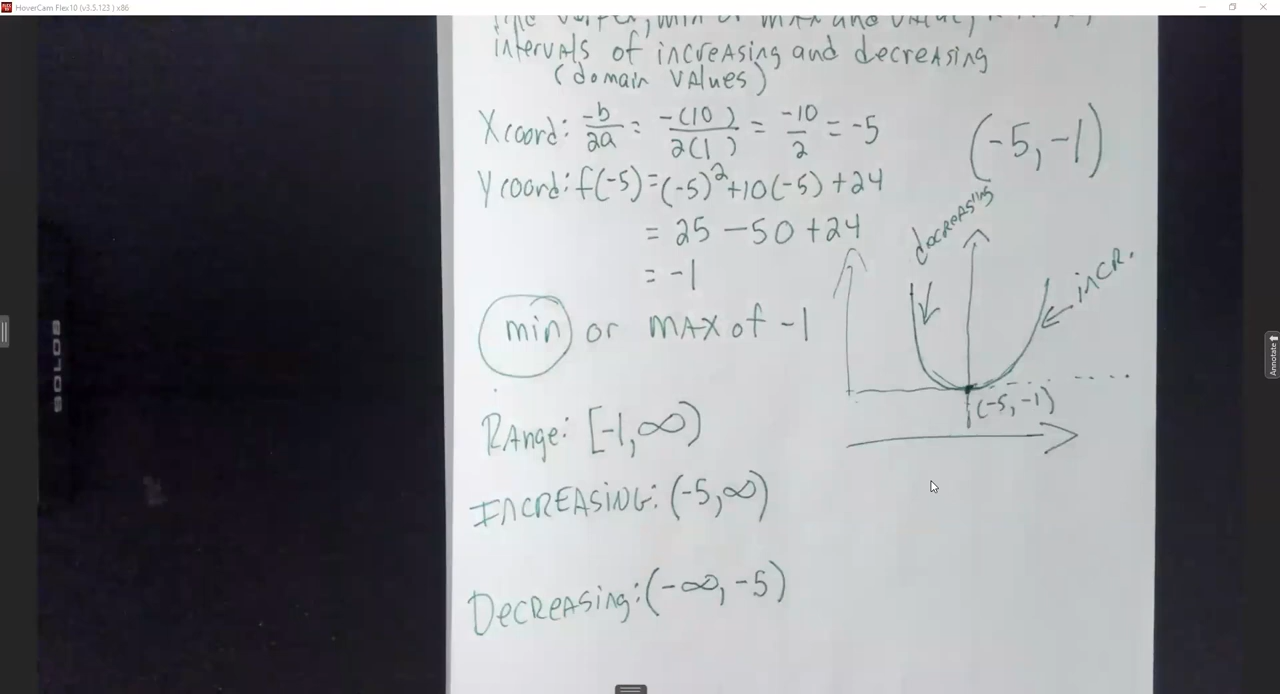 HoverCam Flex10 (v3.5.123) x86
intervals of increasing and decreasing
(domain values)
X coord: -b/2a = -(10)/2(1) = -10/2 = -5
(-5, -1)
Y coord: f(-5) = (-5)²+10(-5)+24
= 25 - 50 + 24
= -1
decreasing
incr.
min or max of -1
(-5, -1)
Range: [-1, ∞)
Increasing: (-5, ∞)
Decreasing: (-∞, -5)
SOLO8
Annotate